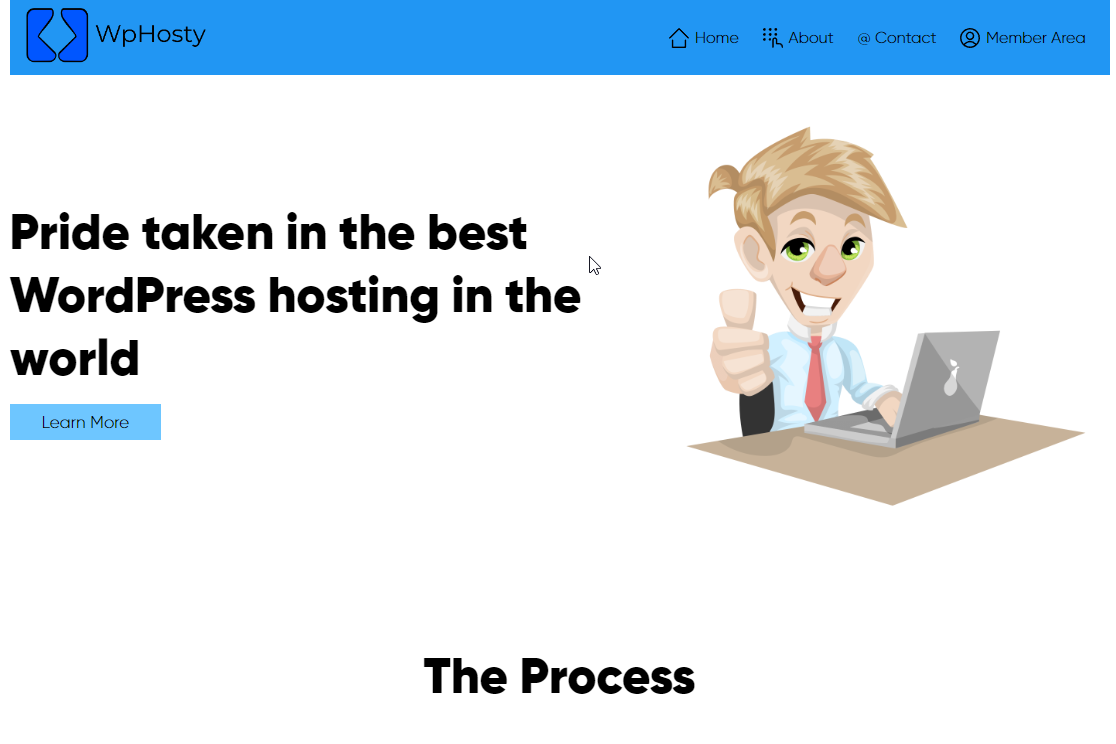 WpHosty
Home
About
@ Contact
Member Area
Pride taken in the best
WordPress hosting in the
world
Learn More
The Process